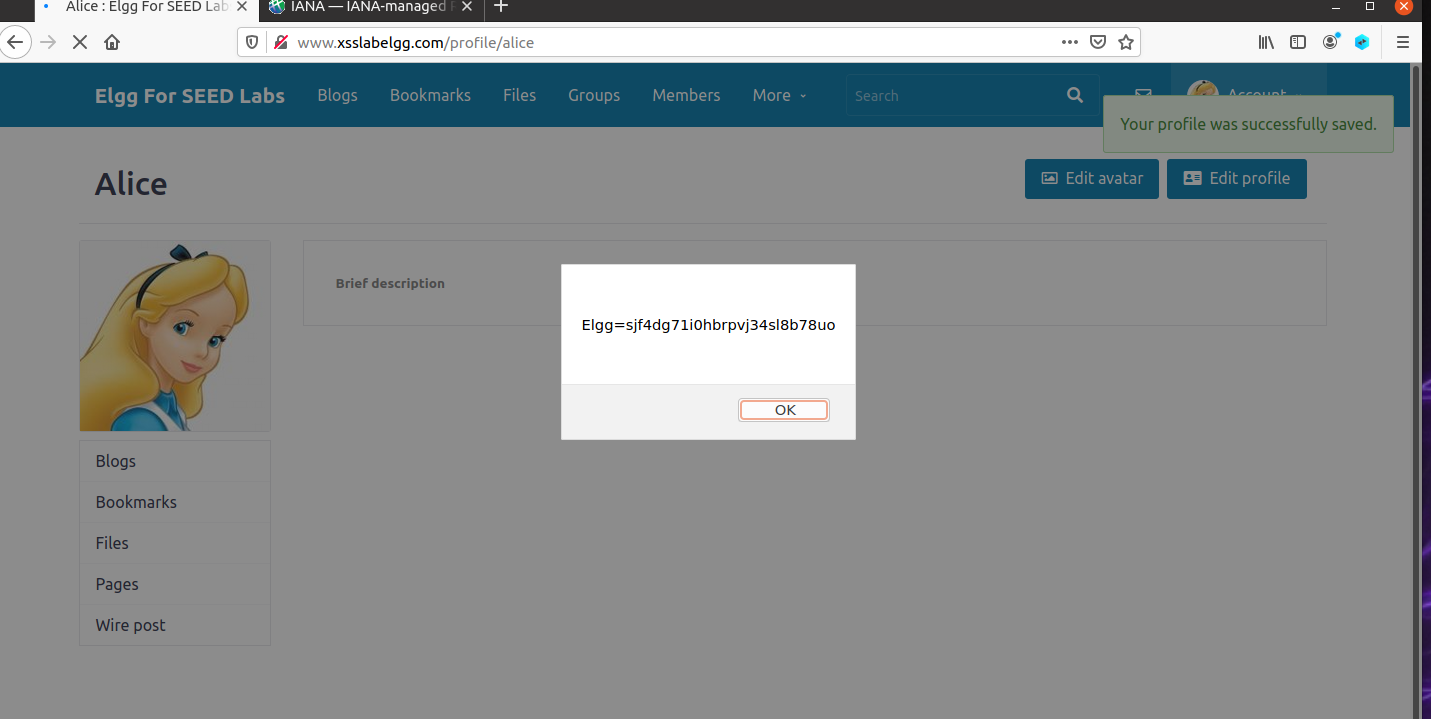 Alice : Elgg For SEED Lab
IANA — IANA-managed
www.xsslabelgg.com/profile/alice
Elgg For SEED Labs Blogs Bookmarks Files Groups Members More Search Account
Your profile was successfully saved.
Alice
Edit avatar Edit profile
Brief description
Elgg=sjf4dg71i0hbrpvj34sl8b78uo
OK
Blogs
Bookmarks
Files
Pages
Wire post